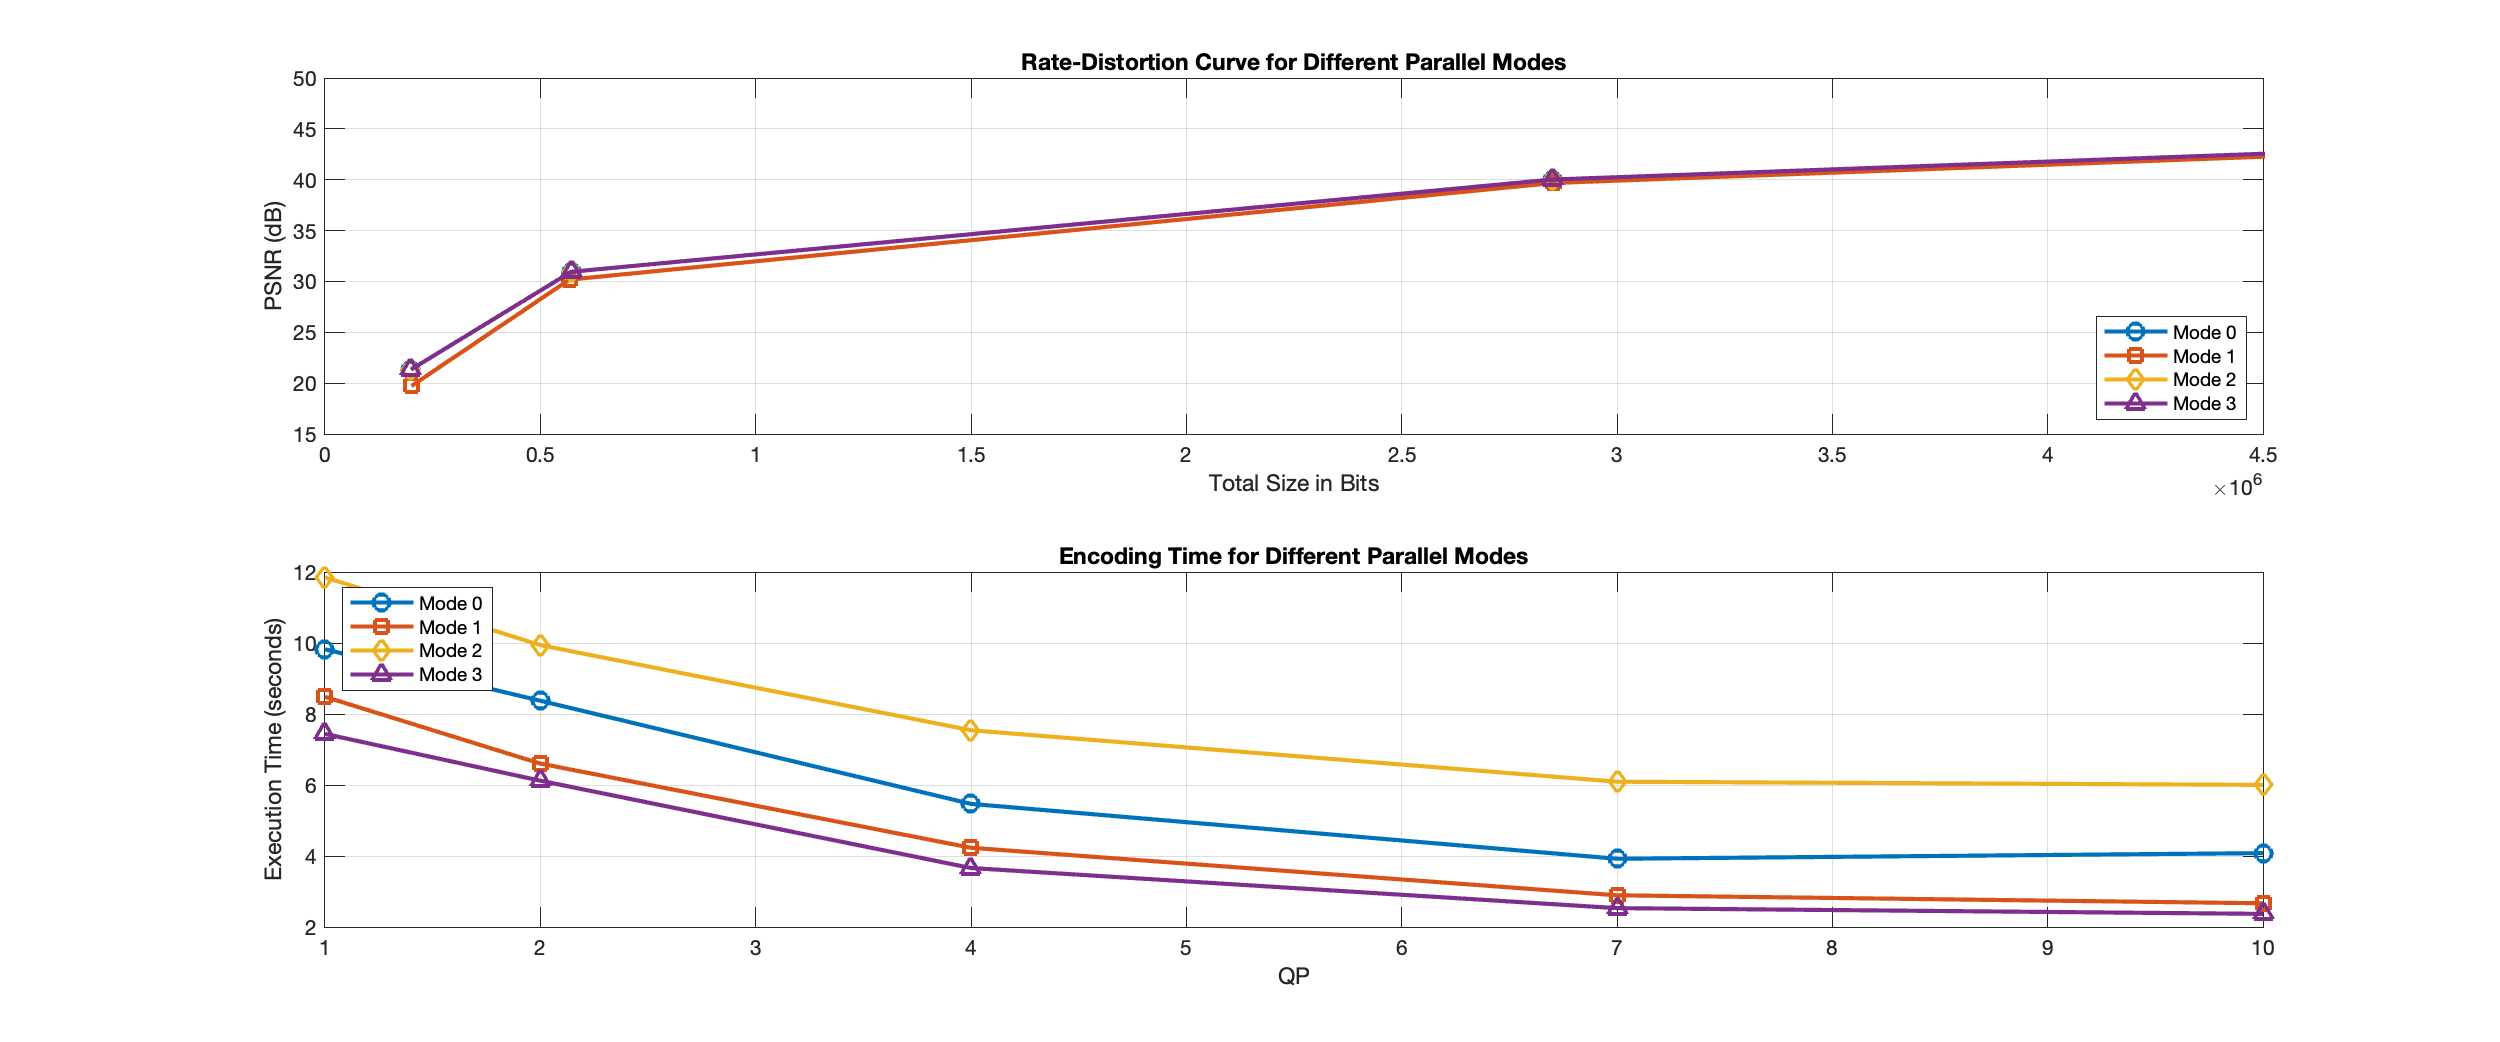 Rate-Distortion Curve for Different Parallel Modes
50
45
40
35
30
25
20
15
PSNR (dB)
0 0.5 1 1.5 2 2.5 3 3.5 4 4.5
Total Size in Bits
×10^6
Mode 0
Mode 1
Mode 2
Mode 3
Encoding Time for Different Parallel Modes
12
10
8
6
4
2
Execution Time (seconds)
Mode 0
Mode 1
Mode 2
Mode 3
1 2 3 4 5 6 7 8 9 10
QP